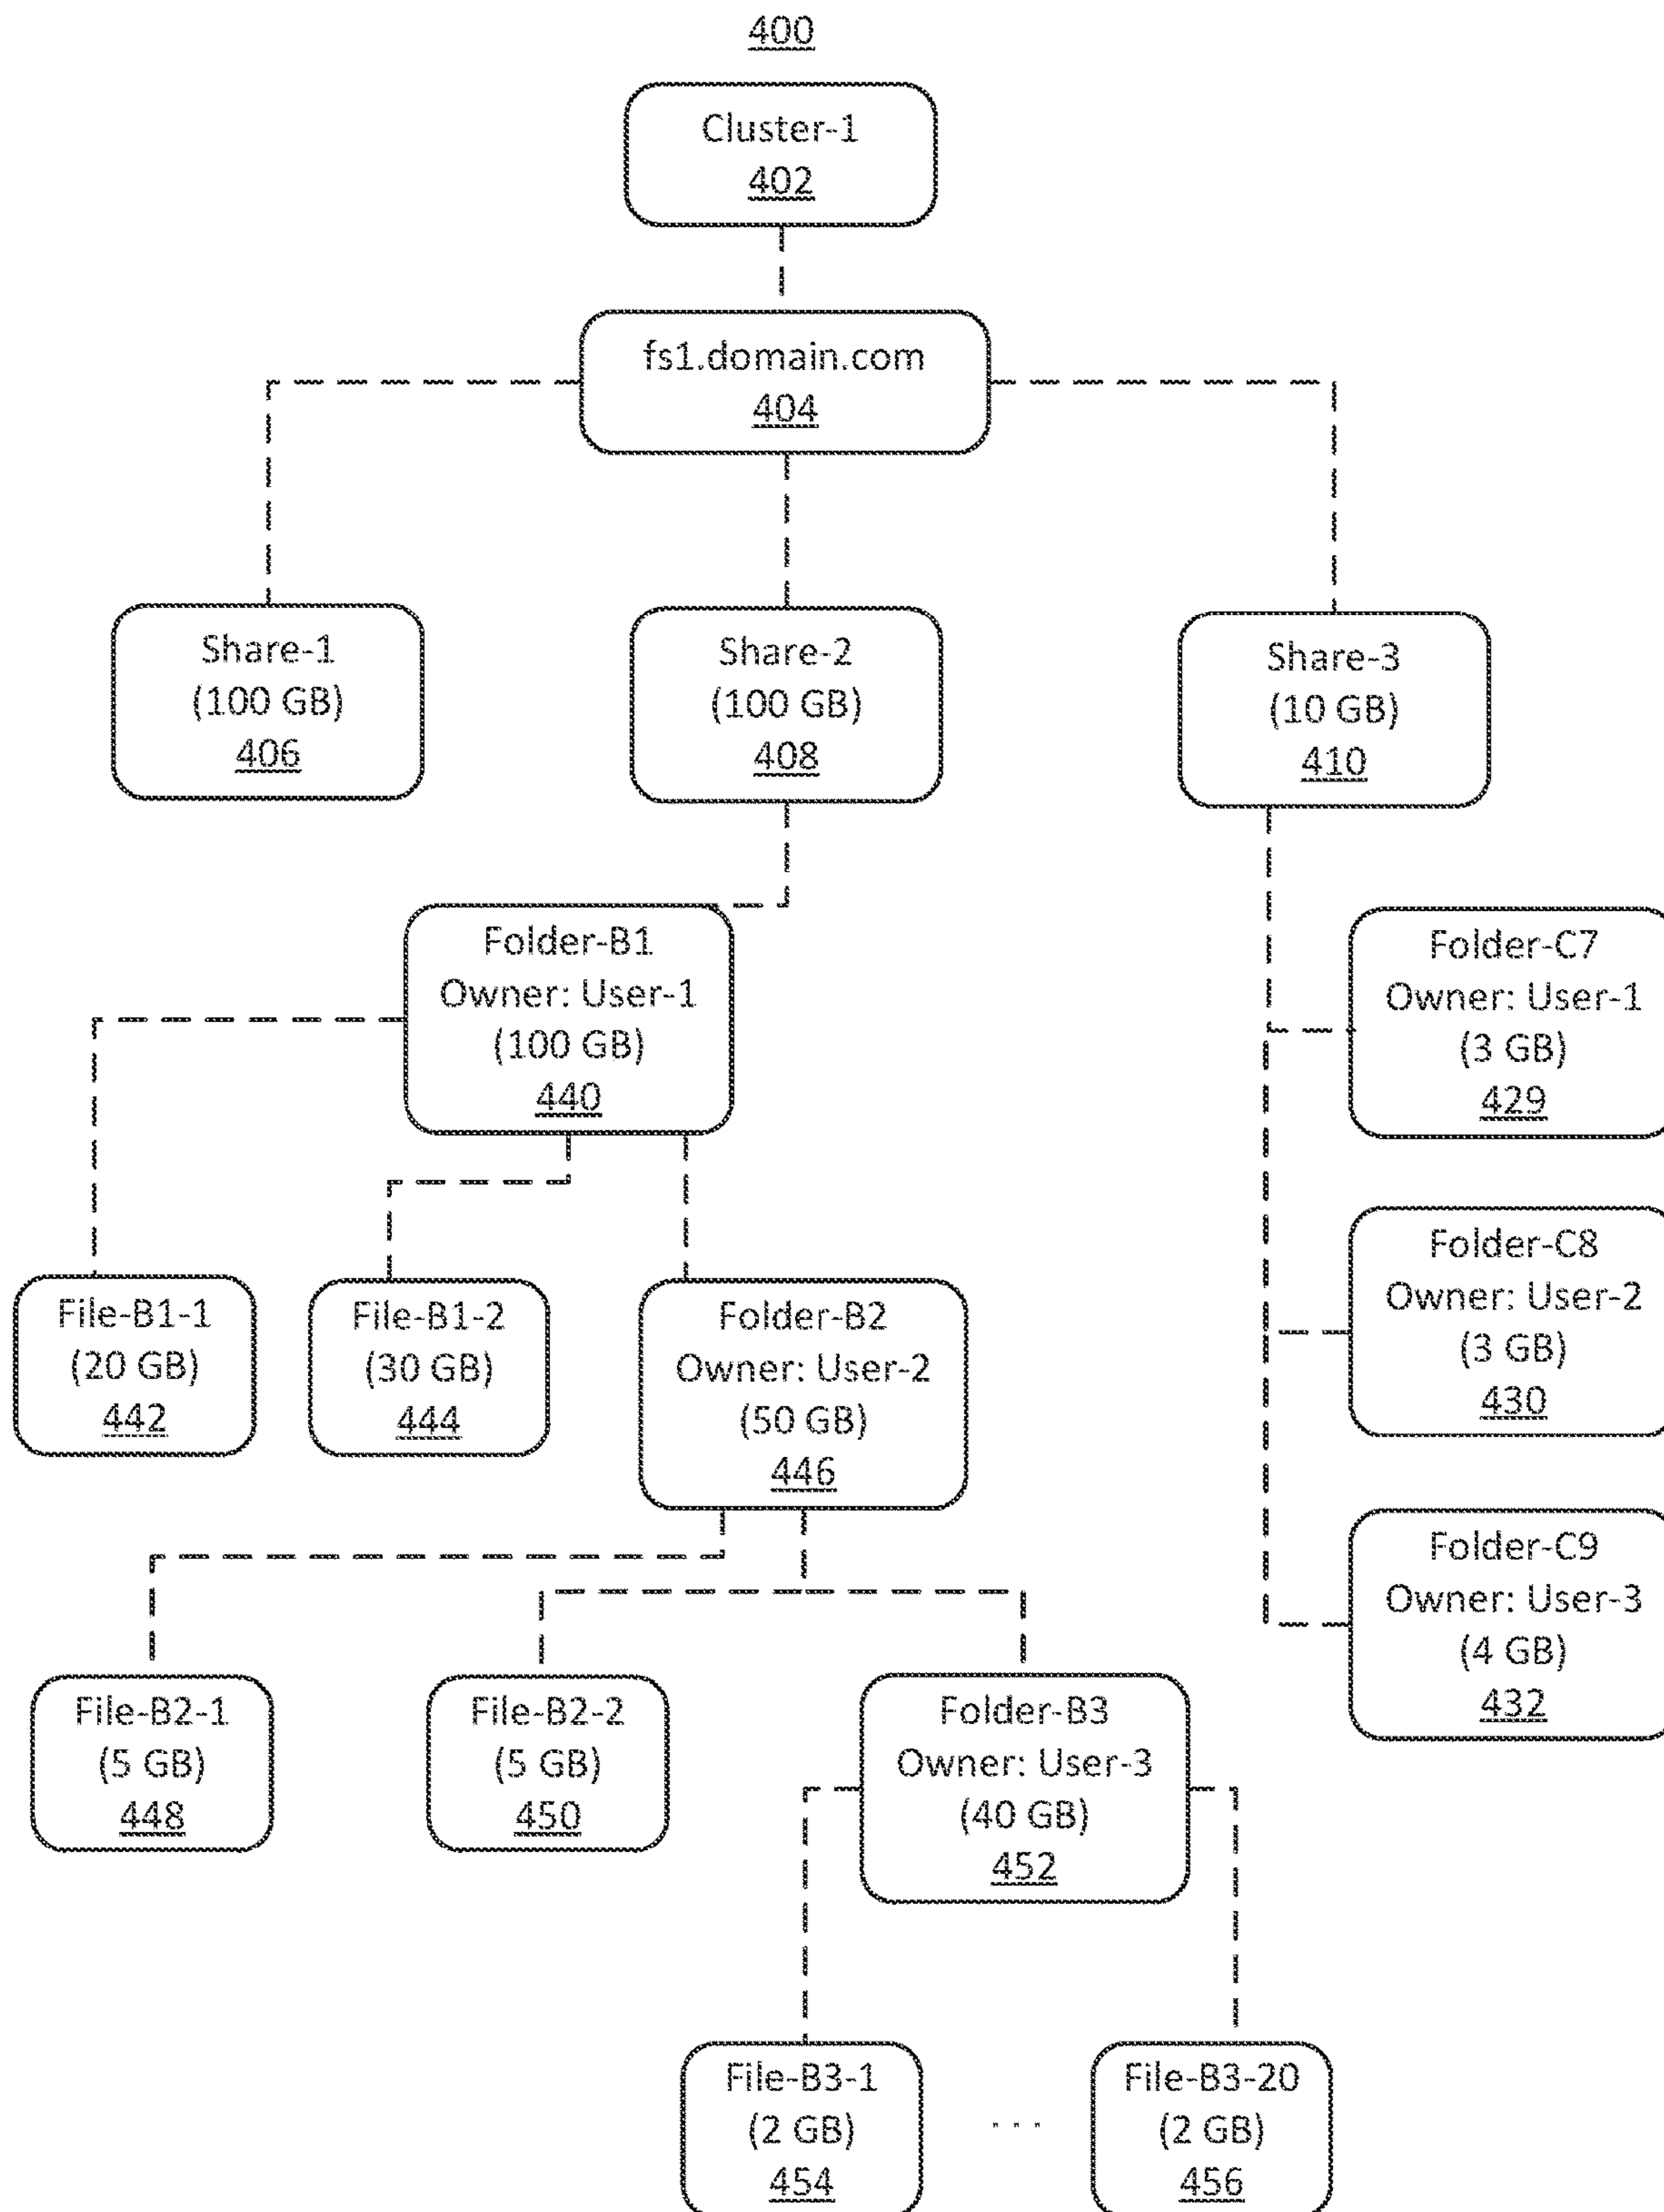 400
Cluster-1
402
fs1.domain.com
404
Share-1
(100 GB)
406
Share-2
(100 GB)
408
Share-3
(10 GB)
410
Folder-B1
Owner: User-1
(100 GB)
440
Folder-C7
Owner: User-1
(3 GB)
429
File-B1-1
(20 GB)
442
File-B1-2
(30 GB)
444
Folder-B2
Owner: User-2
(50 GB)
446
Folder-C8
Owner: User-2
(3 GB)
430
Folder-C9
Owner: User-3
(4 GB)
432
File-B2-1
(5 GB)
448
File-B2-2
(5 GB)
450
Folder-B3
Owner: User-3
(40 GB)
452
File-B3-1
(2 GB)
454
...
File-B3-20
(2 GB)
456